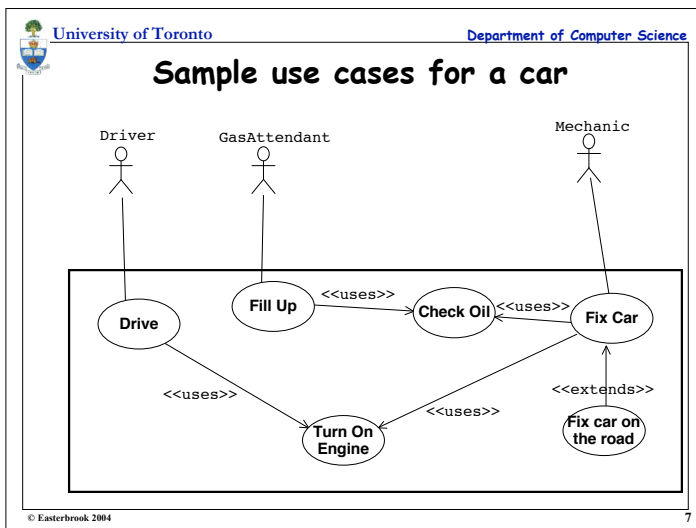 University of Toronto
Department of Computer Science
Sample use cases for a car
Driver
GasAttendant
Mechanic
Drive
Fill Up
<<uses>>
Check Oil
<<uses>>
Fix Car
<<uses>>
<<uses>>
<<extends>>
Turn On
Engine
Fix car on
the road
© Easterbrook 2004
7